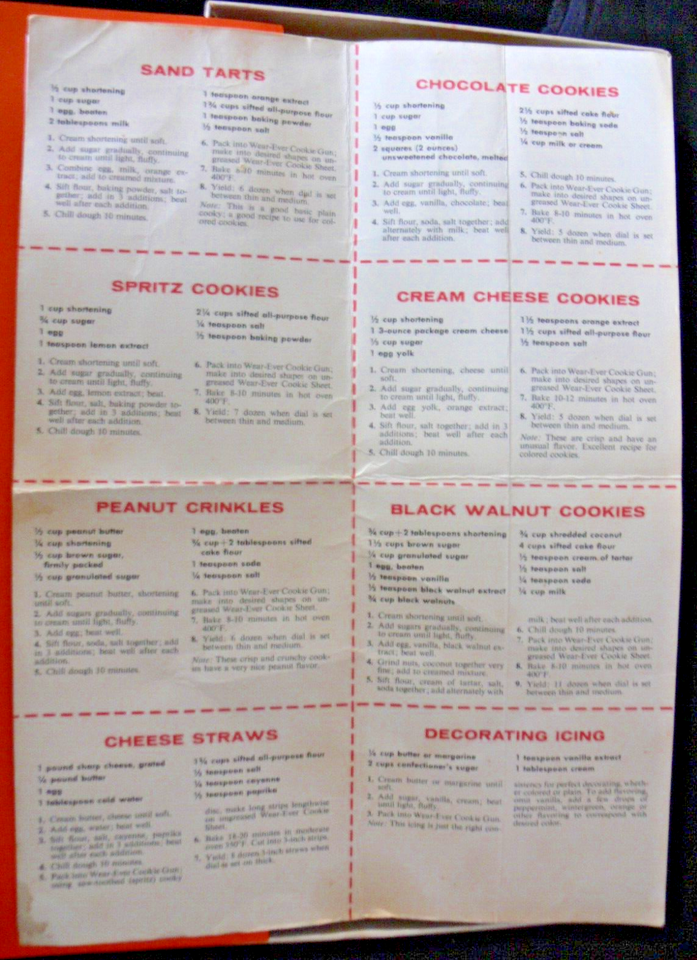 SAND TARTS
½ cup shortening
1 cup sugar
1 egg, beaten
2 tablespoons milk
1 teaspoon orange extract
1¾ cups sifted all-purpose flour
1 teaspoon baking powder
½ teaspoon salt
1. Cream shortening until soft.
2. Add sugar gradually, continuing
to cream until light, fluffy.
3. Combine egg, milk, orange ex-
tract; add to creamed mixture.
4. Sift flour, baking powder, salt to-
gether; add in 3 additions; beat
well after each addition.
5. Chill dough 10 minutes.
6. Pack into Wear-Ever Cookie Gun;
make into desired shapes on un-
greased Wear-Ever Cookie Sheet.
7. Bake 8-10 minutes in hot oven
400°F.
8. Yield: 6 dozen when dial is set
between thin and medium.
Note: This is a good basic plain
cooky; a good recipe to use for col-
ored cookies.
CHOCOLATE COOKIES
½ cup shortening
1 cup sugar
1 egg
½ teaspoon vanilla
2 squares (2 ounces)
unsweetened chocolate, melted
2½ cups sifted cake flour
½ teaspoon baking soda
½ teaspoon salt
¼ cup milk or cream
1. Cream shortening until soft.
2. Add sugar gradually, continuing
to cream until light, fluffy.
3. Add egg, vanilla, chocolate; beat
well.
4. Sift flour, soda, salt together; add
alternately with milk; beat well
after each addition.
5. Chill dough 10 minutes.
6. Pack into Wear-Ever Cookie Gun;
make into desired shapes on un-
greased Wear-Ever Cookie Sheet.
7. Bake 8-10 minutes in hot oven
400°F.
8. Yield: 5 dozen when dial is set
between thin and medium.
SPRITZ COOKIES
1 cup shortening
¾ cup sugar
1 egg
1 teaspoon lemon extract
2¼ cups sifted all-purpose flour
¼ teaspoon salt
½ teaspoon baking powder
1. Cream shortening until soft.
2. Add sugar gradually, continuing
to cream until light, fluffy.
3. Add egg, lemon extract; beat.
4. Sift flour, salt, baking powder to-
gether; add in 3 additions; beat
well after each addition.
5. Chill dough 10 minutes.
6. Pack into Wear-Ever Cookie Gun;
make into desired shapes on un-
greased Wear-Ever Cookie Sheet.
7. Bake 8-10 minutes in hot oven
400°F.
8. Yield: 7 dozen when dial is set
between thin and medium.
CREAM CHEESE COOKIES
½ cup shortening
1 3-ounce package cream cheese
½ cup sugar
1 egg yolk
1½ teaspoons orange extract
1½ cups sifted all-purpose flour
½ teaspoon salt
1. Cream shortening, cheese until
soft.
2. Add sugar gradually, continuing
to cream until light, fluffy.
3. Add egg yolk, orange extract;
beat well.
4. Sift flour, salt together; add in 3
additions; beat well after each
addition.
5. Chill dough 10 minutes.
6. Pack into Wear-Ever Cookie Gun;
make into desired shapes on un-
greased Wear-Ever Cookie Sheet.
7. Bake 10-12 minutes in hot oven
400°F.
8. Yield: 5 dozen when dial is set
between thin and medium.
Note: These are crisp and have an
unusual flavor. Excellent recipe for
colored cookies.
PEANUT CRINKLES
½ cup peanut butter
¼ cup shortening
½ cup brown sugar,
firmly packed
½ cup granulated sugar
1 egg, beaten
¾ cup + 2 tablespoons sifted
cake flour
1 teaspoon soda
¼ teaspoon salt
1. Cream peanut butter, shortening
until soft.
2. Add sugars gradually, continuing
to cream until light, fluffy.
3. Add egg; beat well.
4. Sift flour, soda, salt together; add
in 3 additions; beat well after each
addition.
5. Chill dough 10 minutes.
6. Pack into Wear-Ever Cookie Gun;
make into desired shapes on un-
greased Wear-Ever Cookie Sheet.
7. Bake 8-10 minutes in hot oven
400°F.
8. Yield: 6 dozen when dial is set
between thin and medium.
Note: These crisp and crunchy cook-
ies have a very nice peanut flavor.
BLACK WALNUT COOKIES
¾ cup + 2 tablespoons shortening
1½ cups brown sugar
¼ cup granulated sugar
1 egg, beaten
½ teaspoon vanilla
½ teaspoon black walnut extract
¾ cup black walnuts
¾ cup shredded coconut
4 cups sifted cake flour
½ teaspoon cream of tartar
½ teaspoon salt
¼ teaspoon soda
¼ cup milk
1. Cream shortening until soft.
2. Add sugars gradually, continuing
to cream until light, fluffy.
3. Add egg, vanilla, black walnut ex-
tract; beat well.
4. Grind nuts, coconut together very
fine; add to creamed mixture.
5. Sift flour, cream of tartar, salt,
soda together; add alternately with
milk; beat well after each addition.
6. Chill dough 10 minutes.
7. Pack into Wear-Ever Cookie Gun;
make into desired shapes on un-
greased Wear-Ever Cookie Sheet.
8. Bake 8-10 minutes in hot oven
400°F.
9. Yield: 11 dozen when dial is set
between thin and medium.
CHEESE STRAWS
1 pound sharp cheese, grated
½ pound butter
1 egg
1 tablespoon cold water
1¾ cups sifted all-purpose flour
½ teaspoon salt
¼ teaspoon cayenne
½ teaspoon paprika
1. Cream butter, cheese until soft.
2. Add egg, water; beat well.
3. Sift flour, salt, cayenne, paprika
together; add in 3 additions; beat
well after each addition.
4. Chill dough 10 minutes.
5. Pack into Wear-Ever Cookie Gun;
using saw-toothed (spritz) cooky
disc, make long strips lengthwise
on ungreased Wear-Ever Cookie
Sheet.
6. Bake 18-20 minutes in moderate
oven 350°F. Cut into 3-inch strips.
7. Yield: 8 dozen 3-inch straws when
dial is set on thick.
DECORATING ICING
¼ cup butter or margarine
2 cups confectioner's sugar
1 teaspoon vanilla extract
1 tablespoon cream
1. Cream butter or margarine until
soft.
2. Add sugar, vanilla, cream; beat
until light, fluffy.
3. Pack into Wear-Ever Cookie Gun.
Note: This icing is just the right con-
sistency for perfect decorating, wheth-
er colored or plain. To add flavoring,
omit vanilla, add a few drops of
peppermint, wintergreen, orange or
other flavoring to correspond with
desired color.